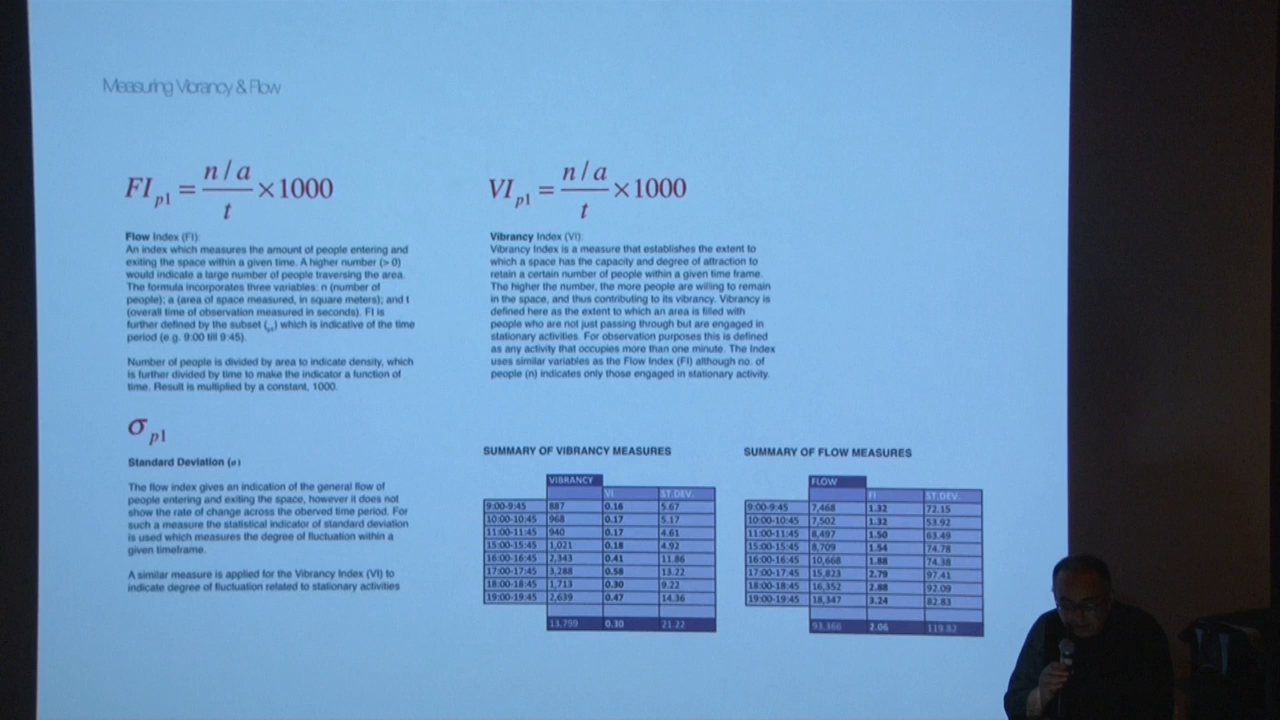 Measuring Vibrancy & Flow
FI p1 = n/a / t ×1000
Flow Index (FI):
An index which measures the amount of people entering and
exiting the space within a given time. A higher number (> 0)
would indicate a large number of people traversing the area.
The formula incorporates three variables: n (number of
people); a (area of space measured, in square meters); and t
(overall time of observation measured in seconds). FI is
further defined by the subset (p1) which is indicative of the time
period (e.g. 9:00 till 9:45).
Number of people is divided by area to indicate density, which
is further divided by time to make the indicator a function of
time. Result is multiplied by a constant, 1000.
σ p1
Standard Deviation (σ)
The flow index gives an indication of the general flow of
people entering and exiting the space, however it does not
show the rate of change across the oberved time period. For
such a measure the statistical indicator of standard deviation
is used which measures the degree of fluctuation within a
given timeframe.
A similar measure is applied for the Vibrancy Index (VI) to
indicate degree of fluctuation related to stationary activities
VI p1 = n/a / t ×1000
Vibrancy Index (VI):
Vibrancy Index is a measure that establishes the extent to
which a space has the capacity and degree of attraction to
retain a certain number of people within a given time frame.
The higher the number, the more people are willing to remain
in the space, and thus contributing to its vibrancy. Vibrancy is
defined here as the extent to which an area is filled with
people who are not just passing through but are engaged in
stationary activities. For observation purposes this is defined
as any activity that occupies more than one minute. The Index
uses similar variables as the Flow Index (FI) although no. of
people (n) indicates only those engaged in stationary activity.
SUMMARY OF VIBRANCY MEASURES
VIBRANCY
VI ST.DEV.
9:00-9:45 887 0.16 5.67
10:00-10:45 968 0.17 5.17
11:00-11:45 940 0.17 4.61
15:00-15:45 1,021 0.18 4.92
16:00-16:45 2,343 0.41 11.86
17:00-17:45 3,288 0.58 13.22
18:00-18:45 1,713 0.30 9.22
19:00-19:45 2,639 0.47 14.36
13,799 0.30 21.22
SUMMARY OF FLOW MEASURES
FLOW
FI ST.DEV.
9:00-9:45 7,468 1.32 72.15
10:00-10:45 7,502 1.32 53.92
11:00-11:45 8,497 1.50 63.49
15:00-15:45 8,709 1.54 74.78
16:00-16:45 10,668 1.88 74.38
17:00-17:45 15,823 2.79 97.41
18:00-18:45 16,352 2.88 92.09
19:00-19:45 18,347 3.24 82.83
93,366 2.06 119.82